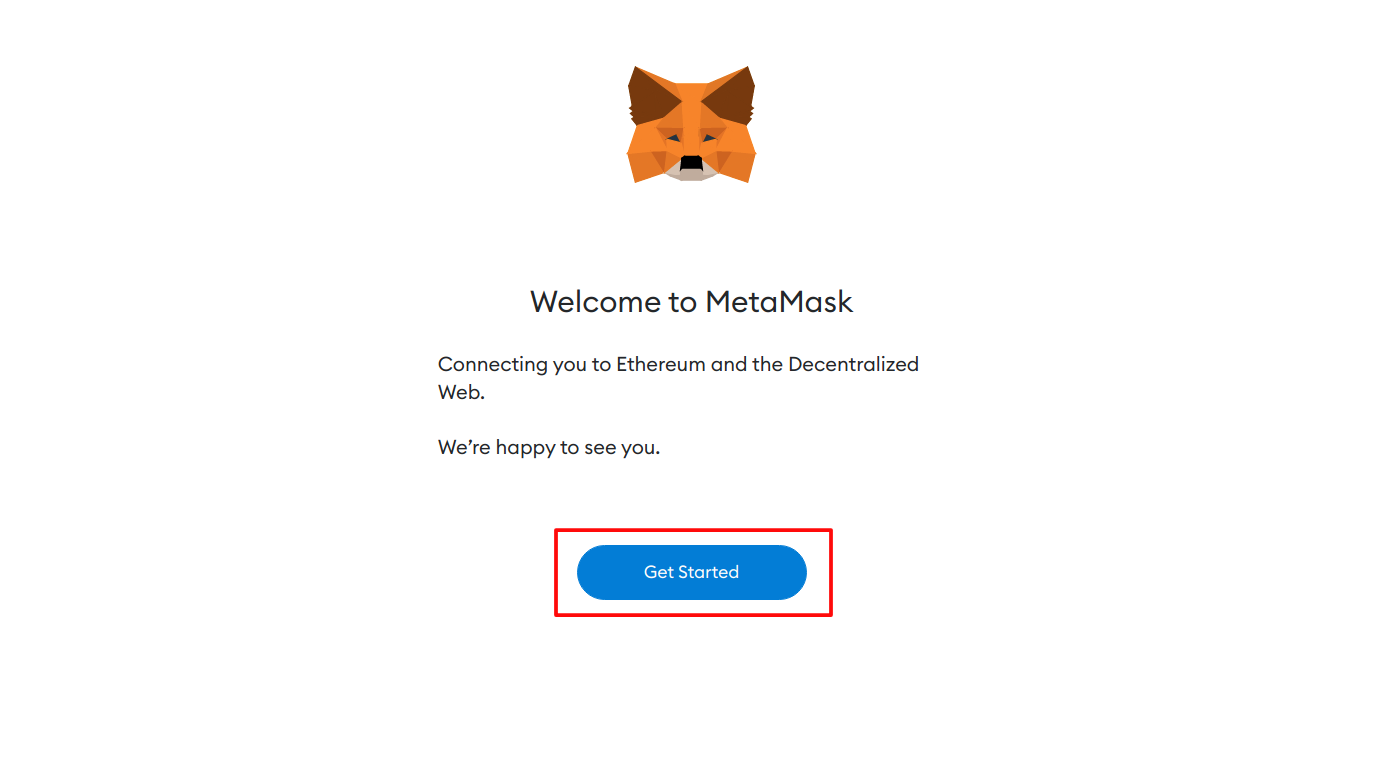 Welcome to MetaMask
Connecting you to Ethereum and the Decentralized
Web.
We’re happy to see you.
Get Started